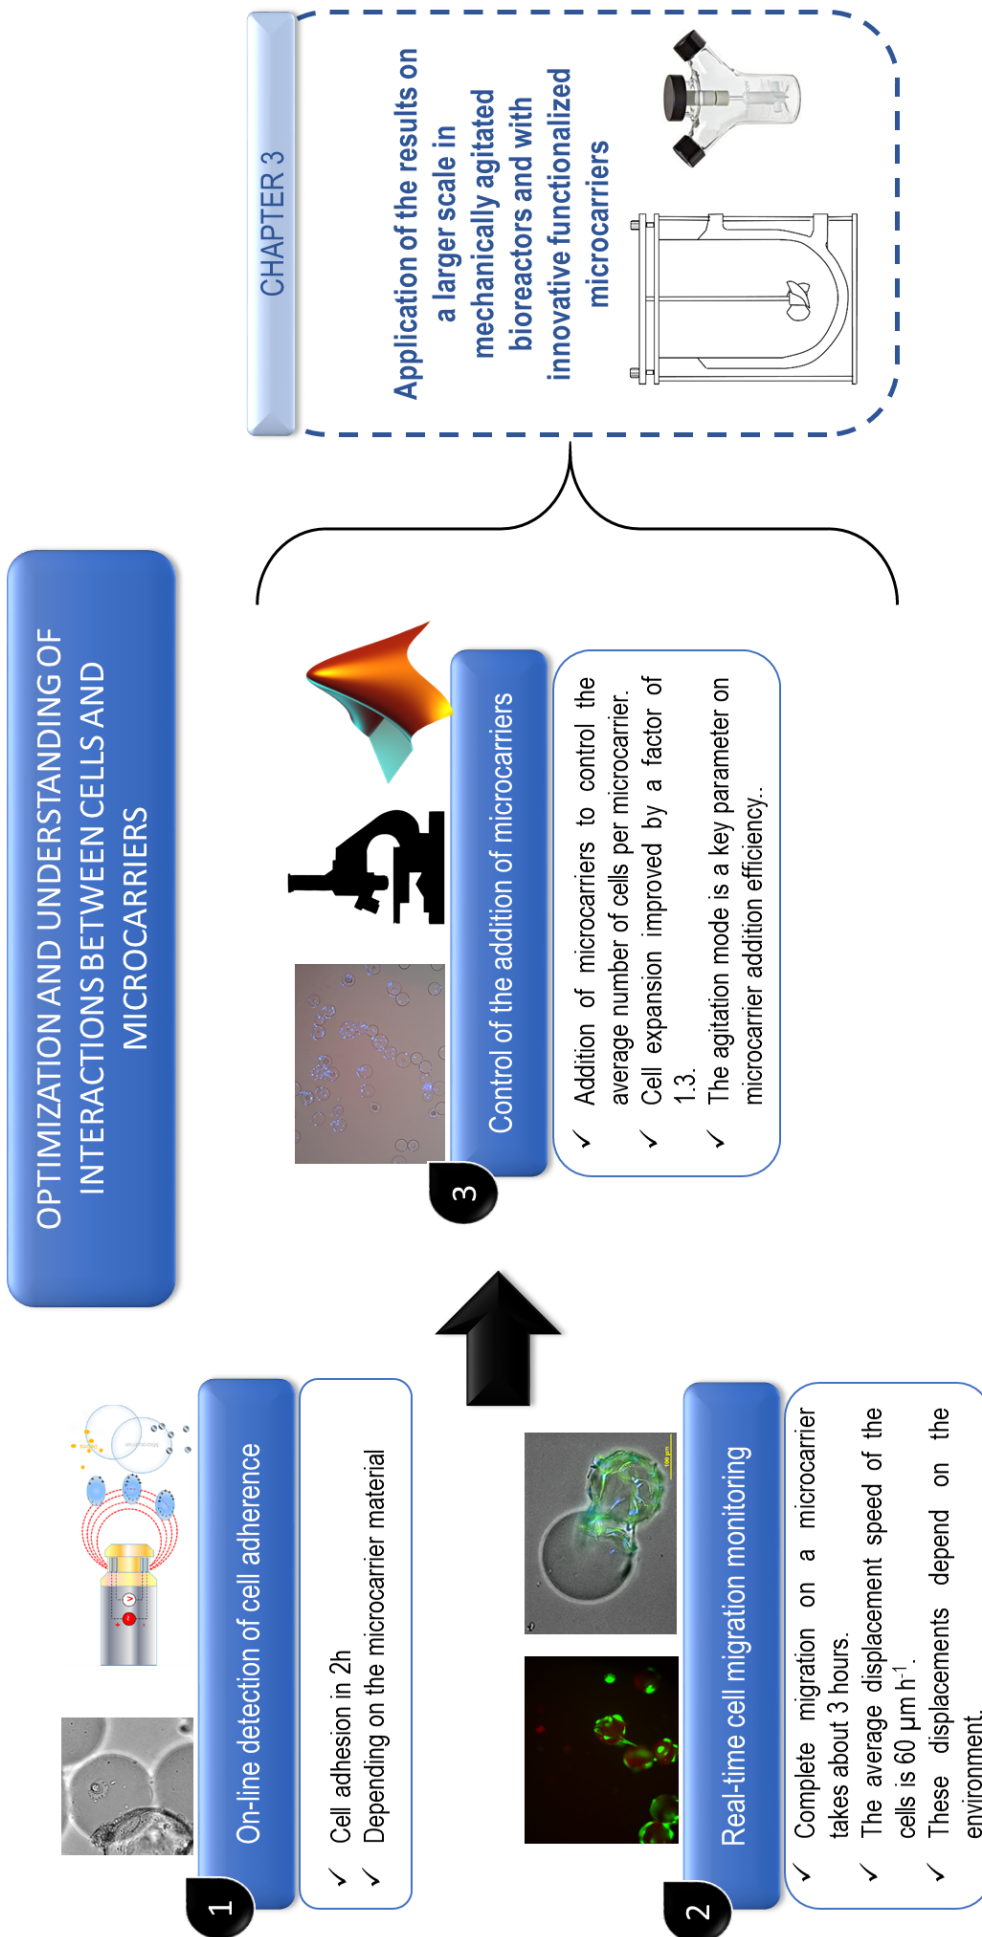 OPTIMIZATION AND UNDERSTANDING OF
INTERACTIONS BETWEEN CELLS AND
MICROCARRIERS
1
On-line detection of cell adherence
✓ Cell adhesion in 2h
✓ Depending on the microcarrier material
2
100 µm
Real-time cell migration monitoring
✓ Complete migration on a microcarrier
takes about 3 hours.
✓ The average displacement speed of the
cells is 60 µm h-1.
✓ These displacements depend on the
environment.
3
Control of the addition of microcarriers
✓ Addition of microcarriers to control the
average number of cells per microcarrier.
✓ Cell expansion improved by a factor of
1.3.
✓ The agitation mode is a key parameter on
microcarrier addition efficiency..
CHAPTER 3
Application of the results on
a larger scale in
mechanically agitated
bioreactors and with
innovative functionalized
microcarriers